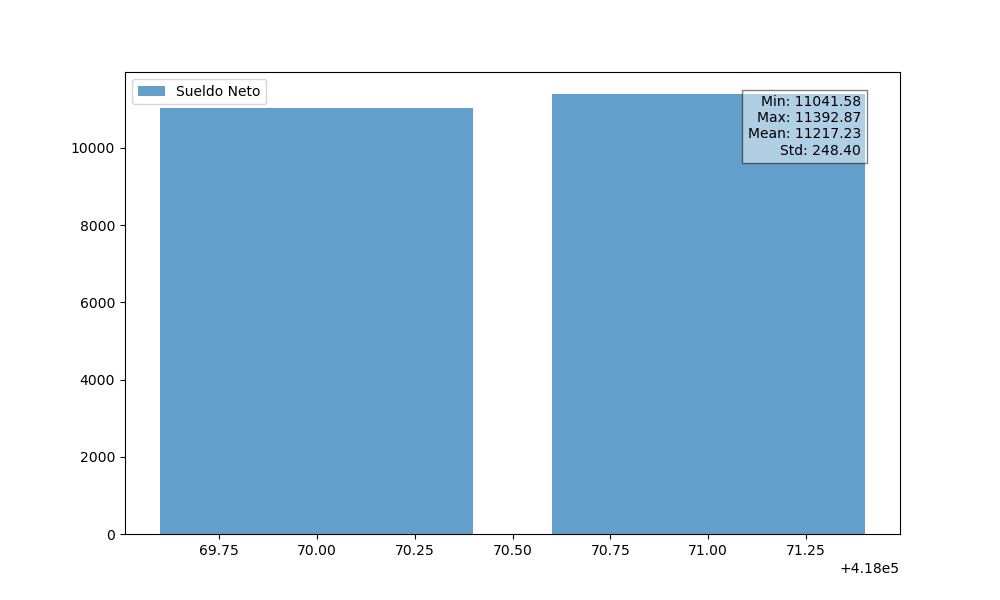 Sueldo Neto
Min: 11041.58
Max: 11392.87
Mean: 11217.23
Std: 248.40
10000
8000
6000
4000
2000
0
69.75 70.00 70.25 70.50 70.75 71.00 71.25
+4.18e5